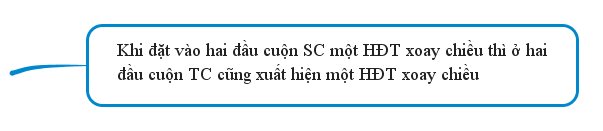 Khi đặt vào hai đầu cuộn SC một HĐT xoay chiều thì ở hai
đầu cuộn TC cũng xuất hiện một HĐT xoay chiều